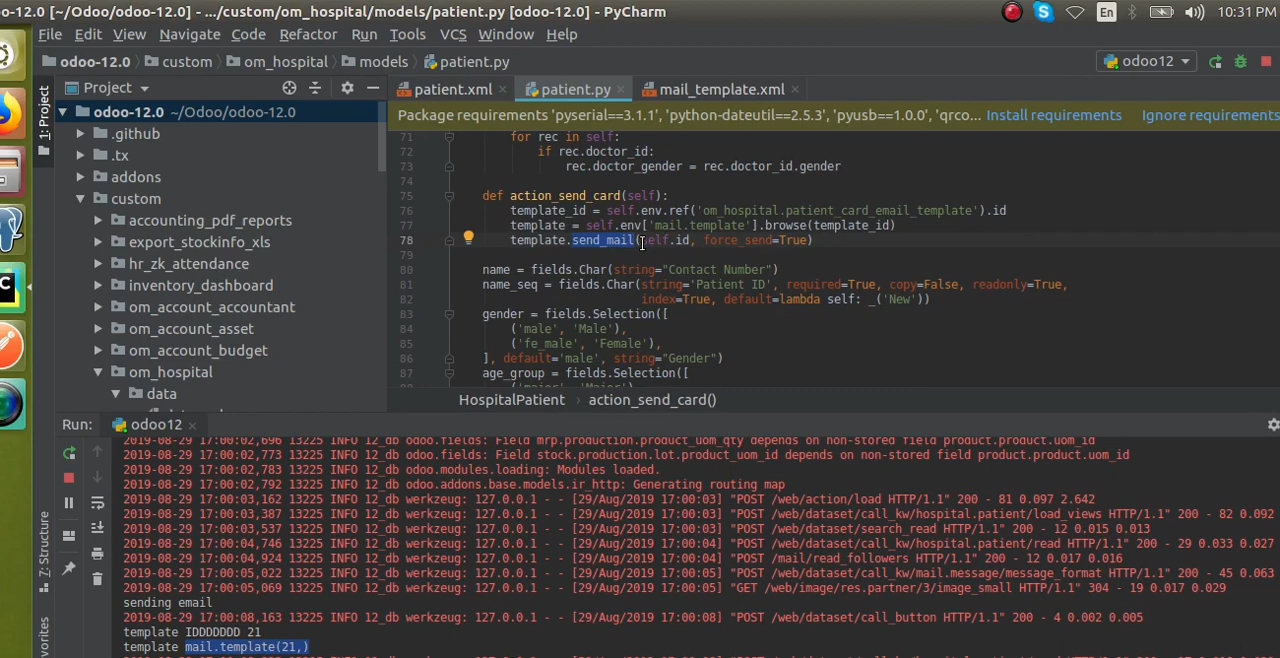 o-12.0 [~/Odoo/odoo-12.0] - .../custom/om_hospital/models/patient.py [odoo-12.0] - PyCharm
En
10:31 PM
File Edit View Navigate Code Refactor Run Tools VCS Window Help
odoo-12.0 custom om_hospital models patient.py
odoo12
Project
patient.xml × patient.py × mail_template.xml ×
1: Project
odoo-12.0 ~/Odoo/odoo-12.0
.github
.tx
addons
custom
accounting_pdf_reports
export_stockinfo_xls
hr_zk_attendance
inventory_dashboard
om_account_accountant
om_account_asset
om_account_budget
om_hospital
data
Package requirements 'pyserial==3.1.1', 'python-dateutil==2.5.3', 'pyusb==1.0.0', 'qrco... Install requirements Ignore requirements
71 for rec in self:
72 if rec.doctor_id:
73 rec.doctor_gender = rec.doctor_id.gender
74
75 def action_send_card(self):
76 template_id = self.env.ref('om_hospital.patient_card_email_template').id
77 template = self.env['mail.template'].browse(template_id)
78 template.send_mail(self.id, force_send=True)
79
80 name = fields.Char(string="Contact Number")
81 name_seq = fields.Char(string='Patient ID', required=True, copy=False, readonly=True,
82 index=True, default=lambda self: _('New'))
83 gender = fields.Selection([
84 ('male', 'Male'),
85 ('fe_male', 'Female'),
86 ], default='male', string="Gender")
87 age_group = fields.Selection([
HospitalPatient › action_send_card()
Run: odoo12 ×
Z: Structure
2019-08-29 17:00:02,696 13225 INFO 12_db odoo.fields: Field mrp.production.product_uom_qty depends on non-stored field product.product.uom_id
2019-08-29 17:00:02,773 13225 INFO 12_db odoo.fields: Field stock.production.lot.product_uom_id depends on non-stored field product.product.uom_id
2019-08-29 17:00:02,783 13225 INFO 12_db odoo.modules.loading: Modules loaded.
2019-08-29 17:00:02,792 13225 INFO 12_db odoo.addons.base.models.ir_http: Generating routing map
2019-08-29 17:00:03,162 13225 INFO 12_db werkzeug: 127.0.0.1 - - [29/Aug/2019 17:00:03] "POST /web/action/load HTTP/1.1" 200 - 81 0.097 2.642
2019-08-29 17:00:03,387 13225 INFO 12_db werkzeug: 127.0.0.1 - - [29/Aug/2019 17:00:03] "POST /web/dataset/call_kw/hospital.patient/load_views HTTP/1.1" 200 - 82 0.092
2019-08-29 17:00:03,537 13225 INFO 12_db werkzeug: 127.0.0.1 - - [29/Aug/2019 17:00:03] "POST /web/dataset/search_read HTTP/1.1" 200 - 12 0.015 0.013
2019-08-29 17:00:04,746 13225 INFO 12_db werkzeug: 127.0.0.1 - - [29/Aug/2019 17:00:04] "POST /web/dataset/call_kw/hospital.patient/read HTTP/1.1" 200 - 29 0.033 0.027
2019-08-29 17:00:04,924 13225 INFO 12_db werkzeug: 127.0.0.1 - - [29/Aug/2019 17:00:04] "POST /mail/read_followers HTTP/1.1" 200 - 12 0.017 0.016
2019-08-29 17:00:05,022 13225 INFO 12_db werkzeug: 127.0.0.1 - - [29/Aug/2019 17:00:05] "POST /web/dataset/call_kw/mail.message/message_format HTTP/1.1" 200 - 45 0.063
2019-08-29 17:00:05,069 13225 INFO 12_db werkzeug: 127.0.0.1 - - [29/Aug/2019 17:00:05] "GET /web/image/res.partner/3/image_small HTTP/1.1" 304 - 19 0.017 0.029
sending email
2019-08-29 17:00:08,163 13225 INFO 12_db werkzeug: 127.0.0.1 - - [29/Aug/2019 17:00:08] "POST /web/dataset/call_button HTTP/1.1" 200 - 4 0.002 0.005
template IDDDDDDDD 21
template mail.template(21,)